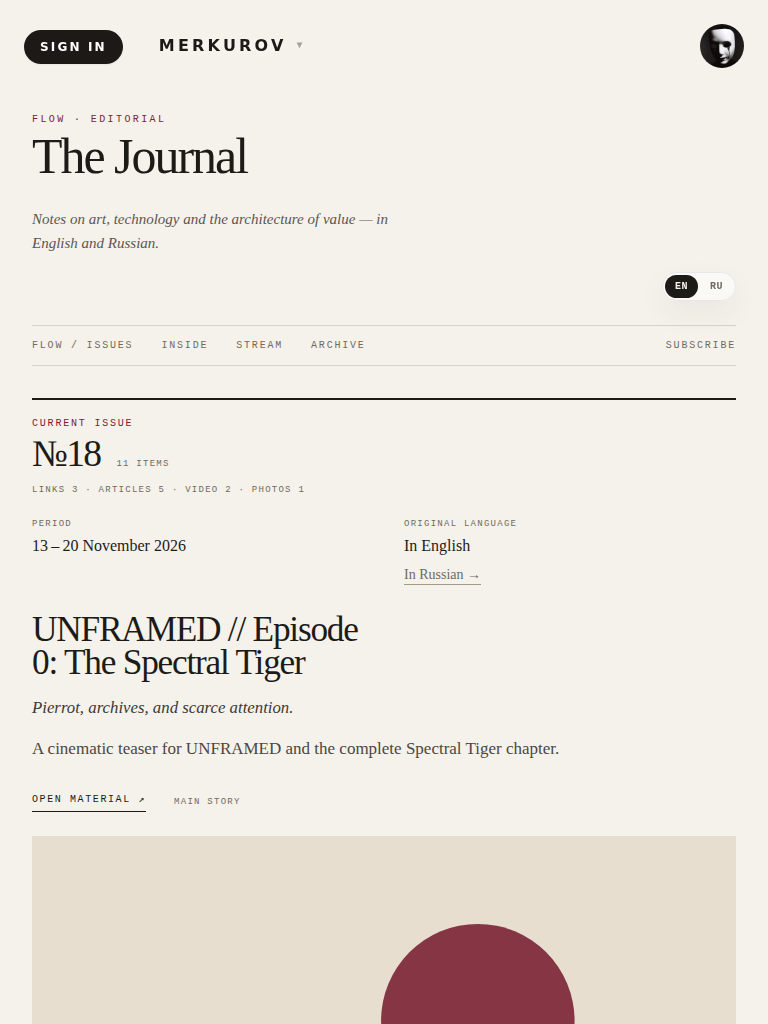 SIGN IN
MERKUROV ▼
FLOW · EDITORIAL
The Journal
Notes on art, technology and the architecture of value — in
English and Russian.
EN RU
FLOW / ISSUES INSIDE STREAM ARCHIVE SUBSCRIBE
CURRENT ISSUE
№18 11 ITEMS
LINKS 3 · ARTICLES 5 · VIDEO 2 · PHOTOS 1
PERIOD
13 – 20 November 2026
ORIGINAL LANGUAGE
In English
In Russian →
UNFRAMED // Episode
0: The Spectral Tiger
Pierrot, archives, and scarce attention.
A cinematic teaser for UNFRAMED and the complete Spectral Tiger chapter.
OPEN MATERIAL ↗ MAIN STORY